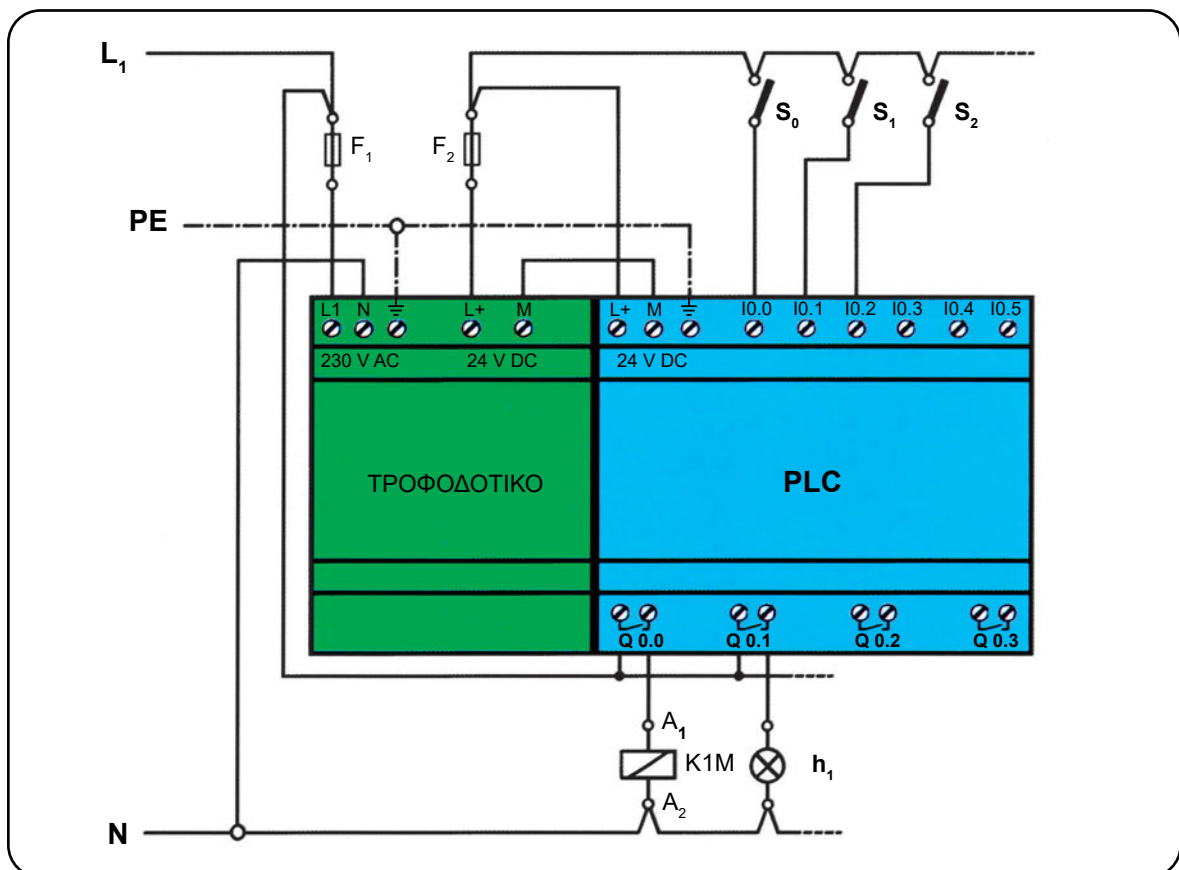 L₁
S₀ S₁ S₂
F₁ F₂
PE
L1 N L+ M L+ M I0.0 I0.1 I0.2 I0.3 I0.4 I0.5
230 V AC 24 V DC 24 V DC
ΤΡΟΦΟΔΟΤΙΚΟ PLC
Q 0.0 Q 0.1 Q 0.2 Q 0.3
A₁
K1M h₁
A₂
N